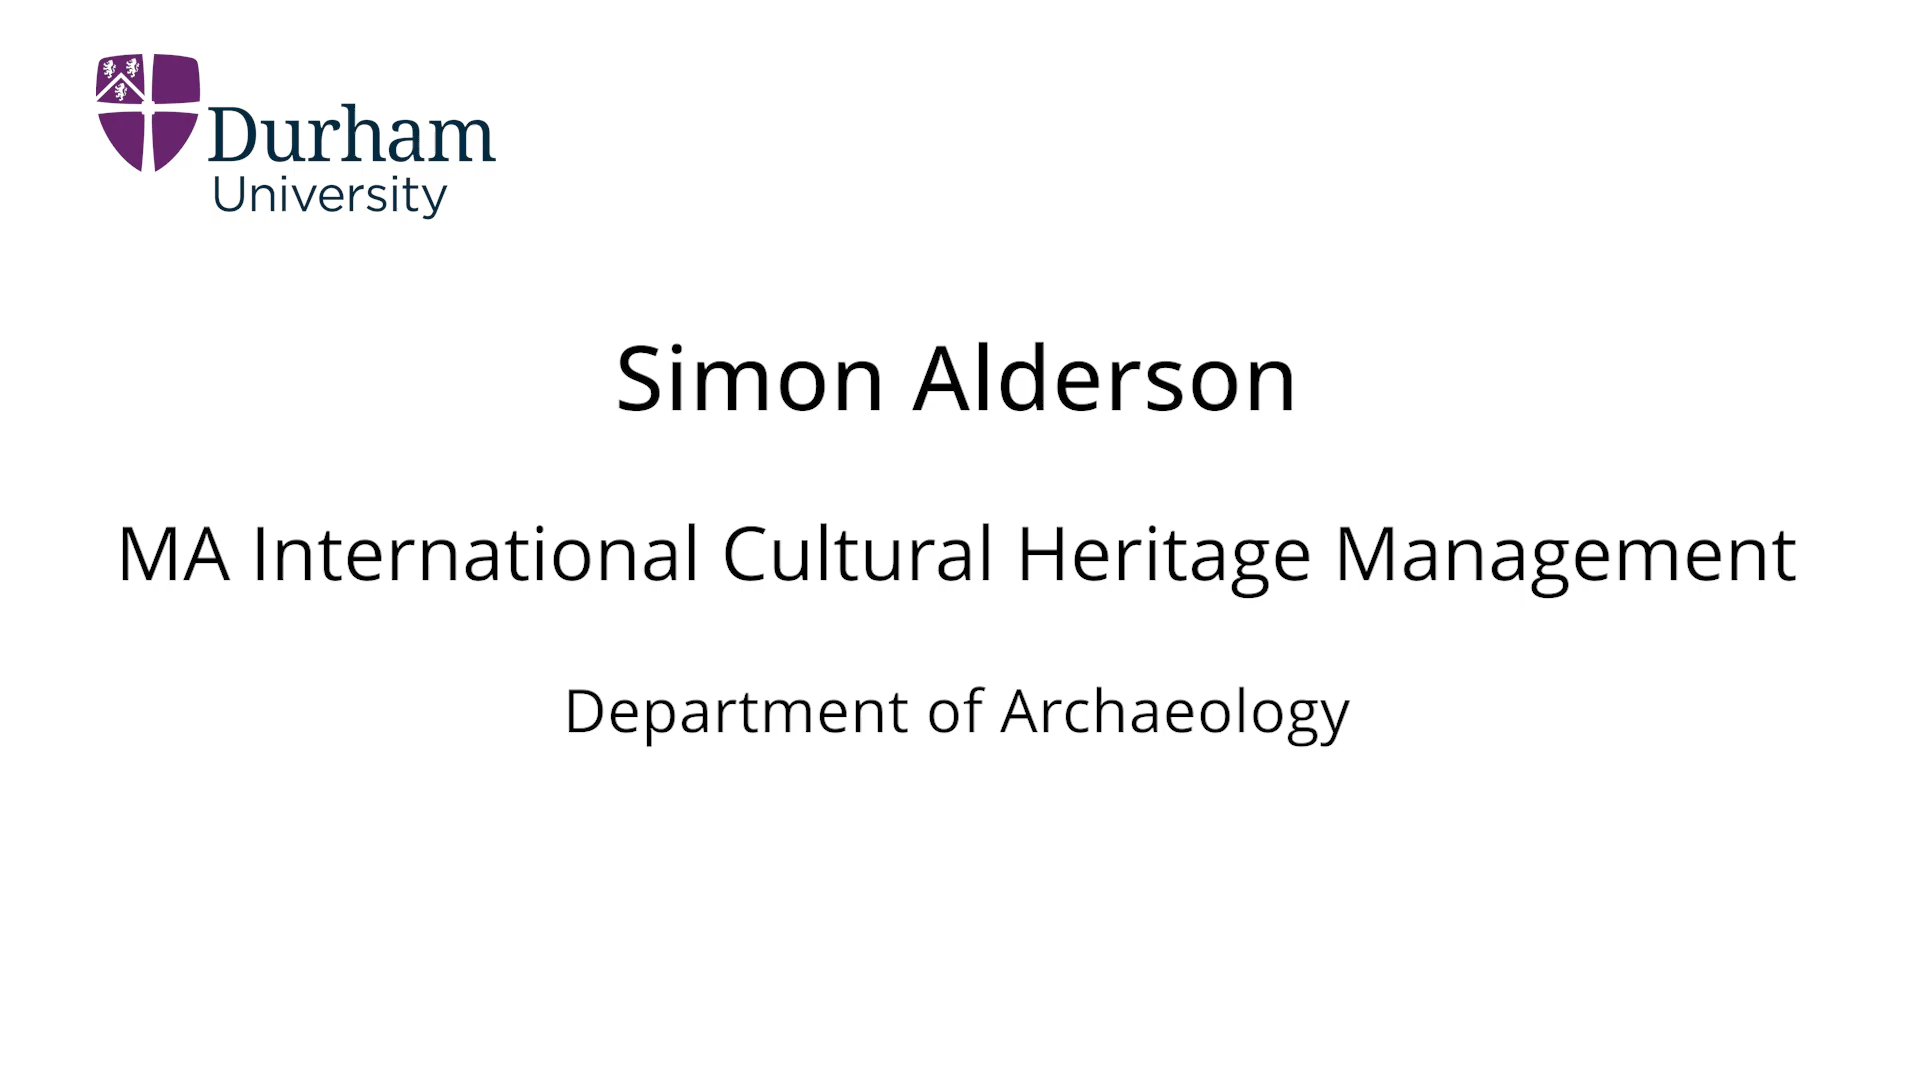 Durham
University
Simon Alderson
MA International Cultural Heritage Management
Department of Archaeology